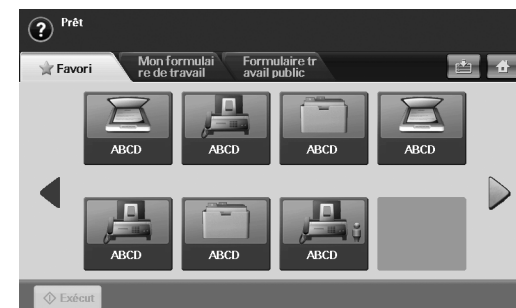 ?
Prêt
Favori
Mon formulai
re de travail
Formulaire tr
avail public
ABCD
ABCD
ABCD
ABCD
ABCD
ABCD
ABCD
Exécut